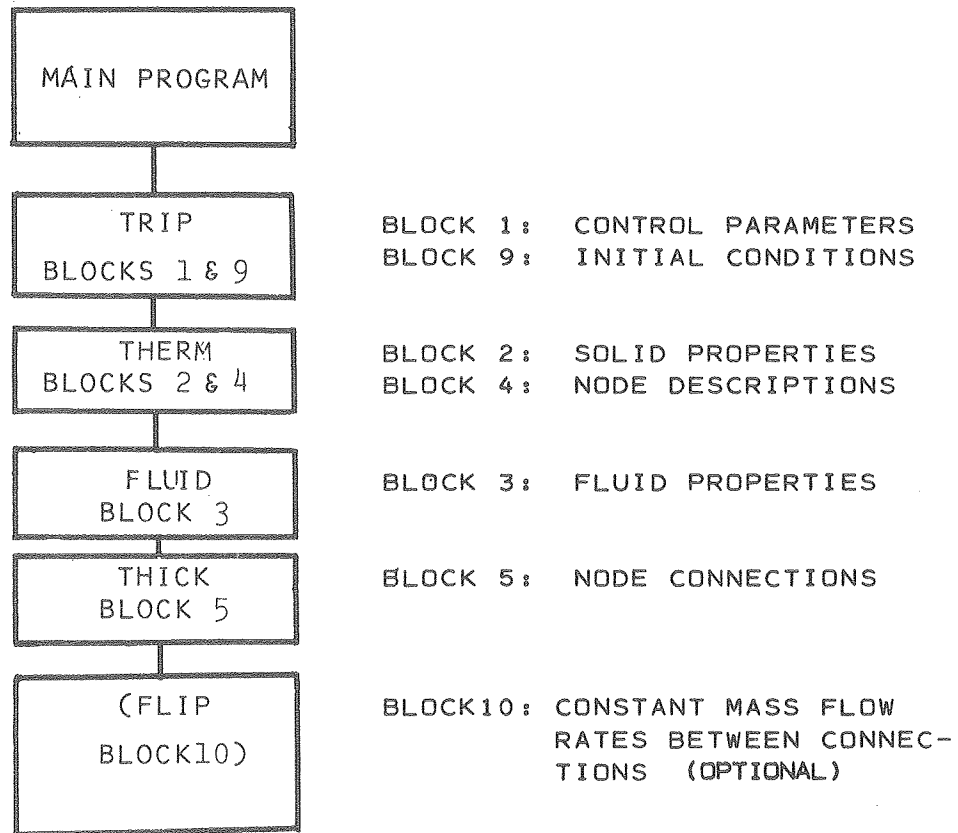 MAIN PROGRAM
TRIP
BLOCKS 1 & 9
BLOCK 1: CONTROL PARAMETERS
BLOCK 9: INITIAL CONDITIONS
THERM
BLOCKS 2 & 4
BLOCK 2: SOLID PROPERTIES
BLOCK 4: NODE DESCRIPTIONS
FLUID
BLOCK 3
BLOCK 3: FLUID PROPERTIES
THICK
BLOCK 5
BLOCK 5: NODE CONNECTIONS
(FLIP
BLOCK10)
BLOCK10: CONSTANT MASS FLOW
RATES BETWEEN CONNEC-
TIONS (OPTIONAL)